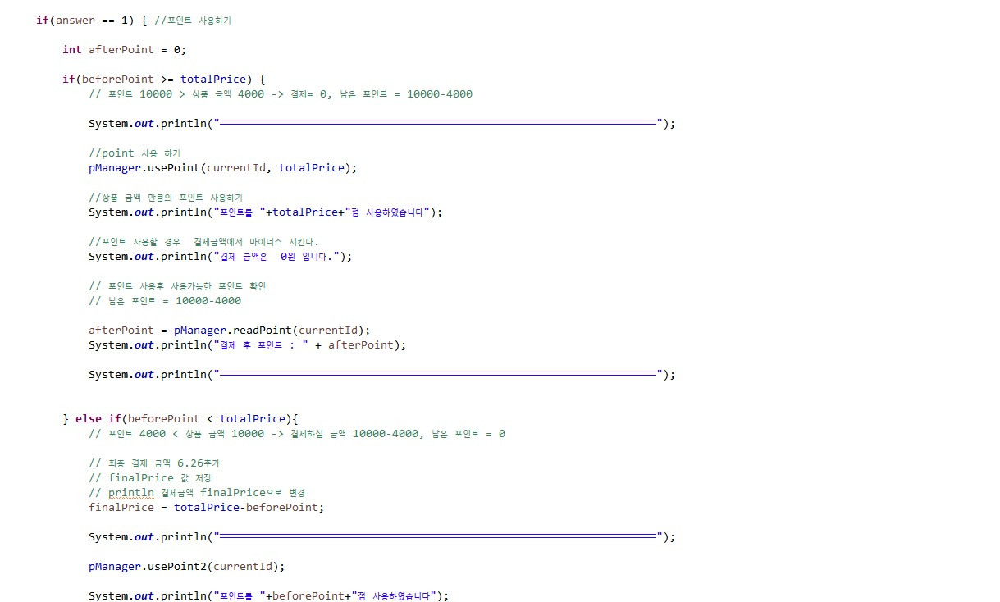 if(answer == 1) { //포인트 사용하기
int afterPoint = 0;
if(beforePoint >= totalPrice) {
// 포인트 10000 > 상품 금액 4000 -> 결제= 0, 남은 포인트 = 10000-4000
System.out.println("══════════════════════════════════════════════════════════════════");
//point 사용 하기
pManager.usePoint(currentId, totalPrice);
//상품 금액 만큼의 포인트 사용하기
System.out.println("포인트를 "+totalPrice+"점 사용하였습니다");
//포인트 사용할 경우  결제금액에서 마이너스 시킨다.
System.out.println("결제 금액은  0원 입니다.");
// 포인트 사용후 사용가능한 포인트 확인
// 남은 포인트 = 10000-4000
afterPoint = pManager.readPoint(currentId);
System.out.println("결제 후 포인트 : " + afterPoint);
System.out.println("══════════════════════════════════════════════════════════════════");
} else if(beforePoint < totalPrice){
// 포인트 4000 < 상품 금액 10000 -> 결제하실 금액 10000-4000, 남은 포인트 = 0
// 최종 결제 금액 6.26추가
// finalPrice 값 저장
// println 결제금액 finalPrice으로 변경
finalPrice = totalPrice-beforePoint;
System.out.println("══════════════════════════════════════════════════════════════════");
pManager.usePoint2(currentId);
System.out.println("포인트를 "+beforePoint+"점 사용하였습니다");